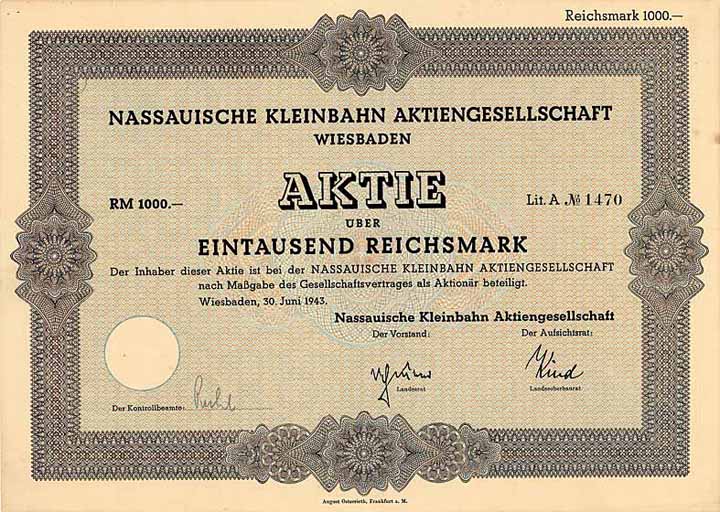 Reichsmark 1000.—
NASSAUISCHE KLEINBAHN AKTIENGESELLSCHAFT
WIESBADEN
AKTIE
RM 1000.—
Lit. A № 1470
ÜBER
EINTAUSEND REICHSMARK
Der Inhaber dieser Aktie ist bei der NASSAUISCHE KLEINBAHN AKTIENGESELLSCHAFT
nach Maßgabe des Gesellschaftsvertrages als Aktionär beteiligt.
Wiesbaden, 30. Juni 1943.
Nassauische Kleinbahn Aktiengesellschaft
Der Vorstand:
Der Aufsichtsrat:
Kind
Landesrat
Landesoberbaurat
Der Kontrollbeamte:
August Osterrieth, Frankfurt a. M.